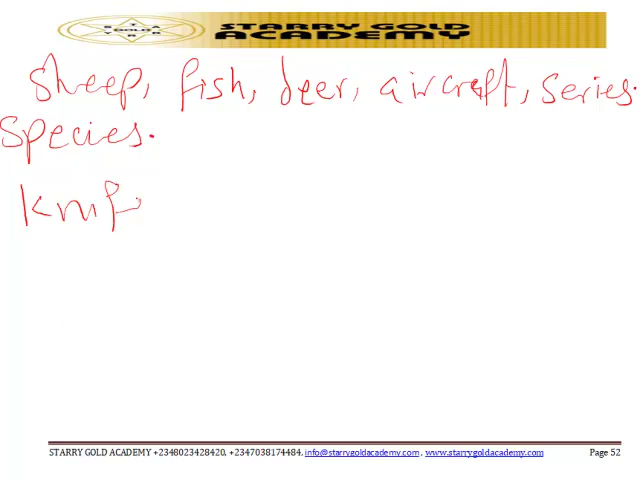 STARRY GOLD
ACADEMY
Sheep, fish, deer, aircraft, series.
Species.
Knif
STARRY GOLD ACADEMY +2348023428420, +2347038174484, info@starrygoldacademy.com, www.starrygoldacademy.com Page 52